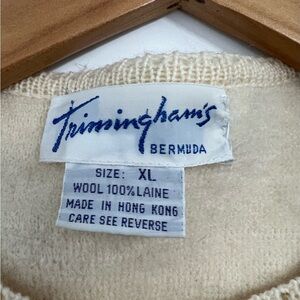 Trimingham's
BERMUDA
SIZE: XL
WOOL 100% LAINE
MADE IN HONG KONG
CARE SEE REVERSE